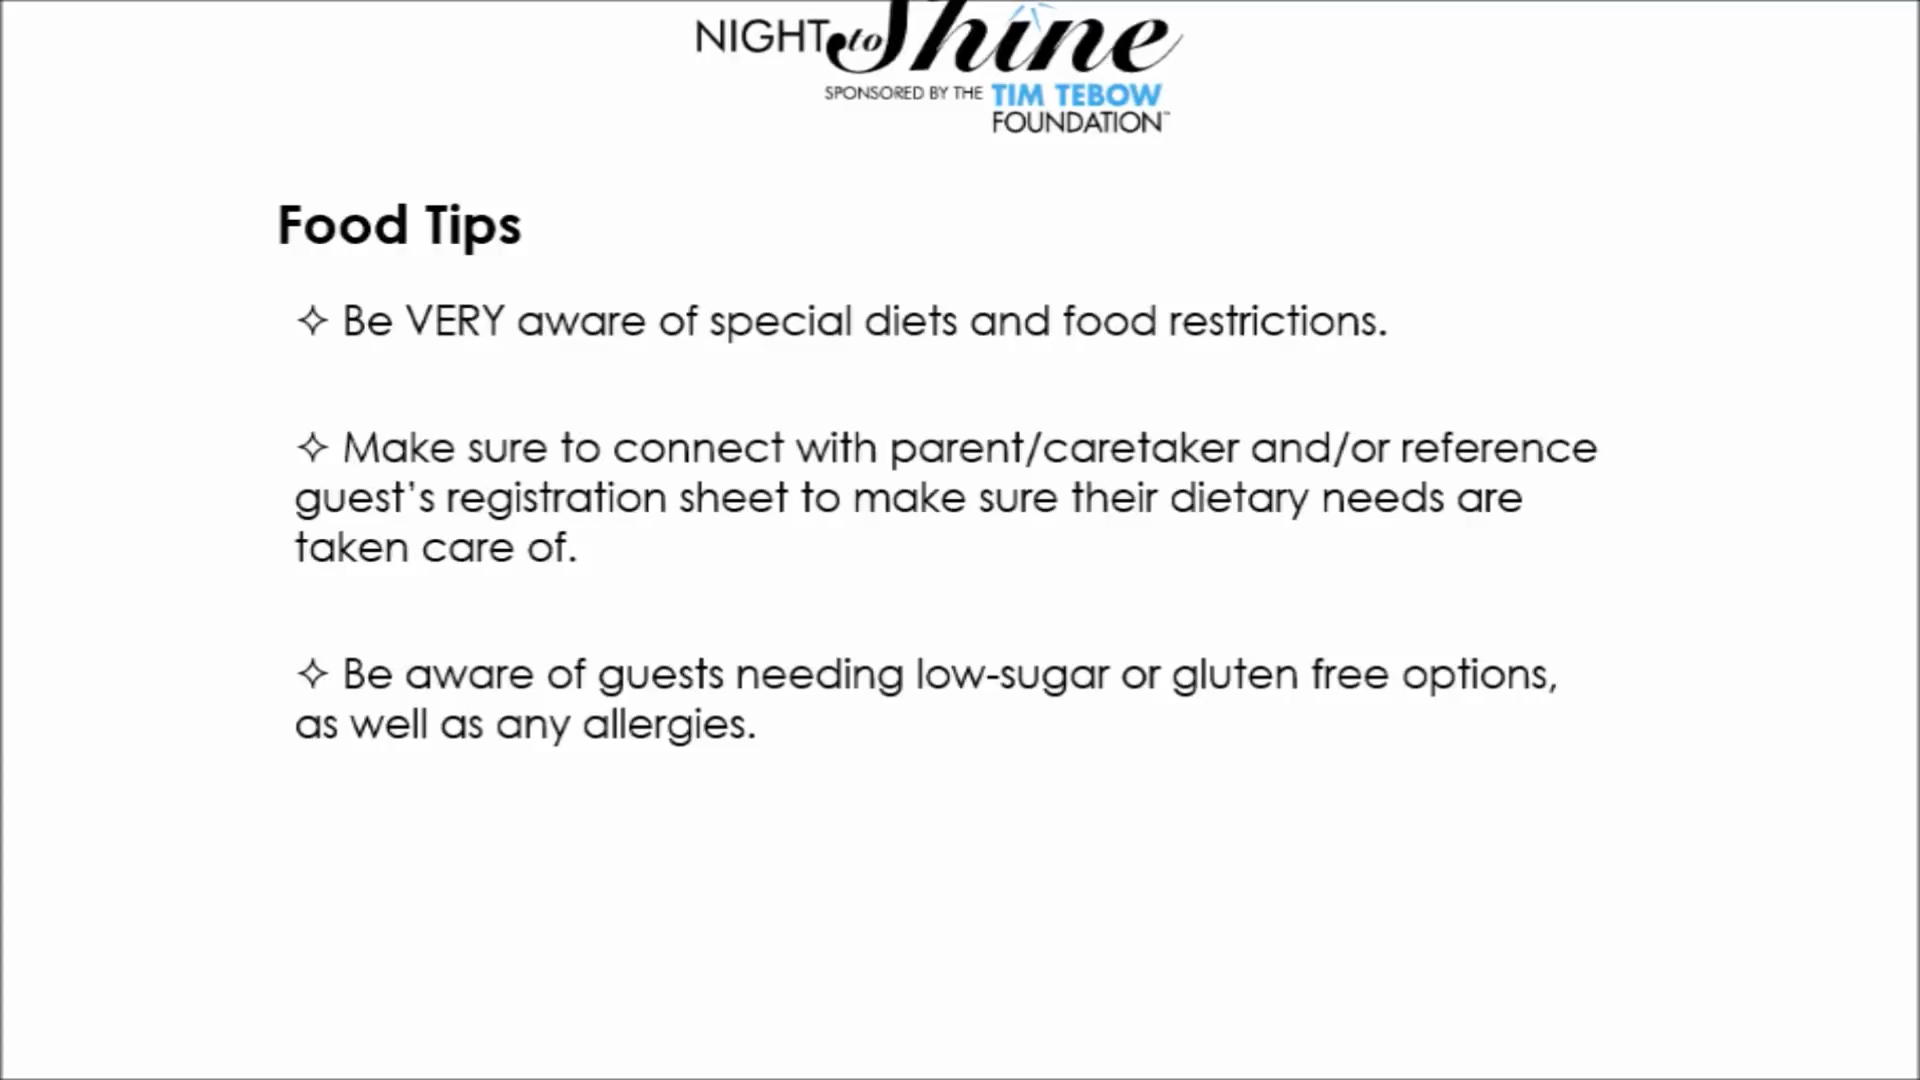 NIGHT to Shine
SPONSORED BY THE TIM TEBOW
FOUNDATION™
Food Tips
✧ Be VERY aware of special diets and food restrictions.
✧ Make sure to connect with parent/caretaker and/or reference
guest’s registration sheet to make sure their dietary needs are
taken care of.
✧ Be aware of guests needing low-sugar or gluten free options,
as well as any allergies.